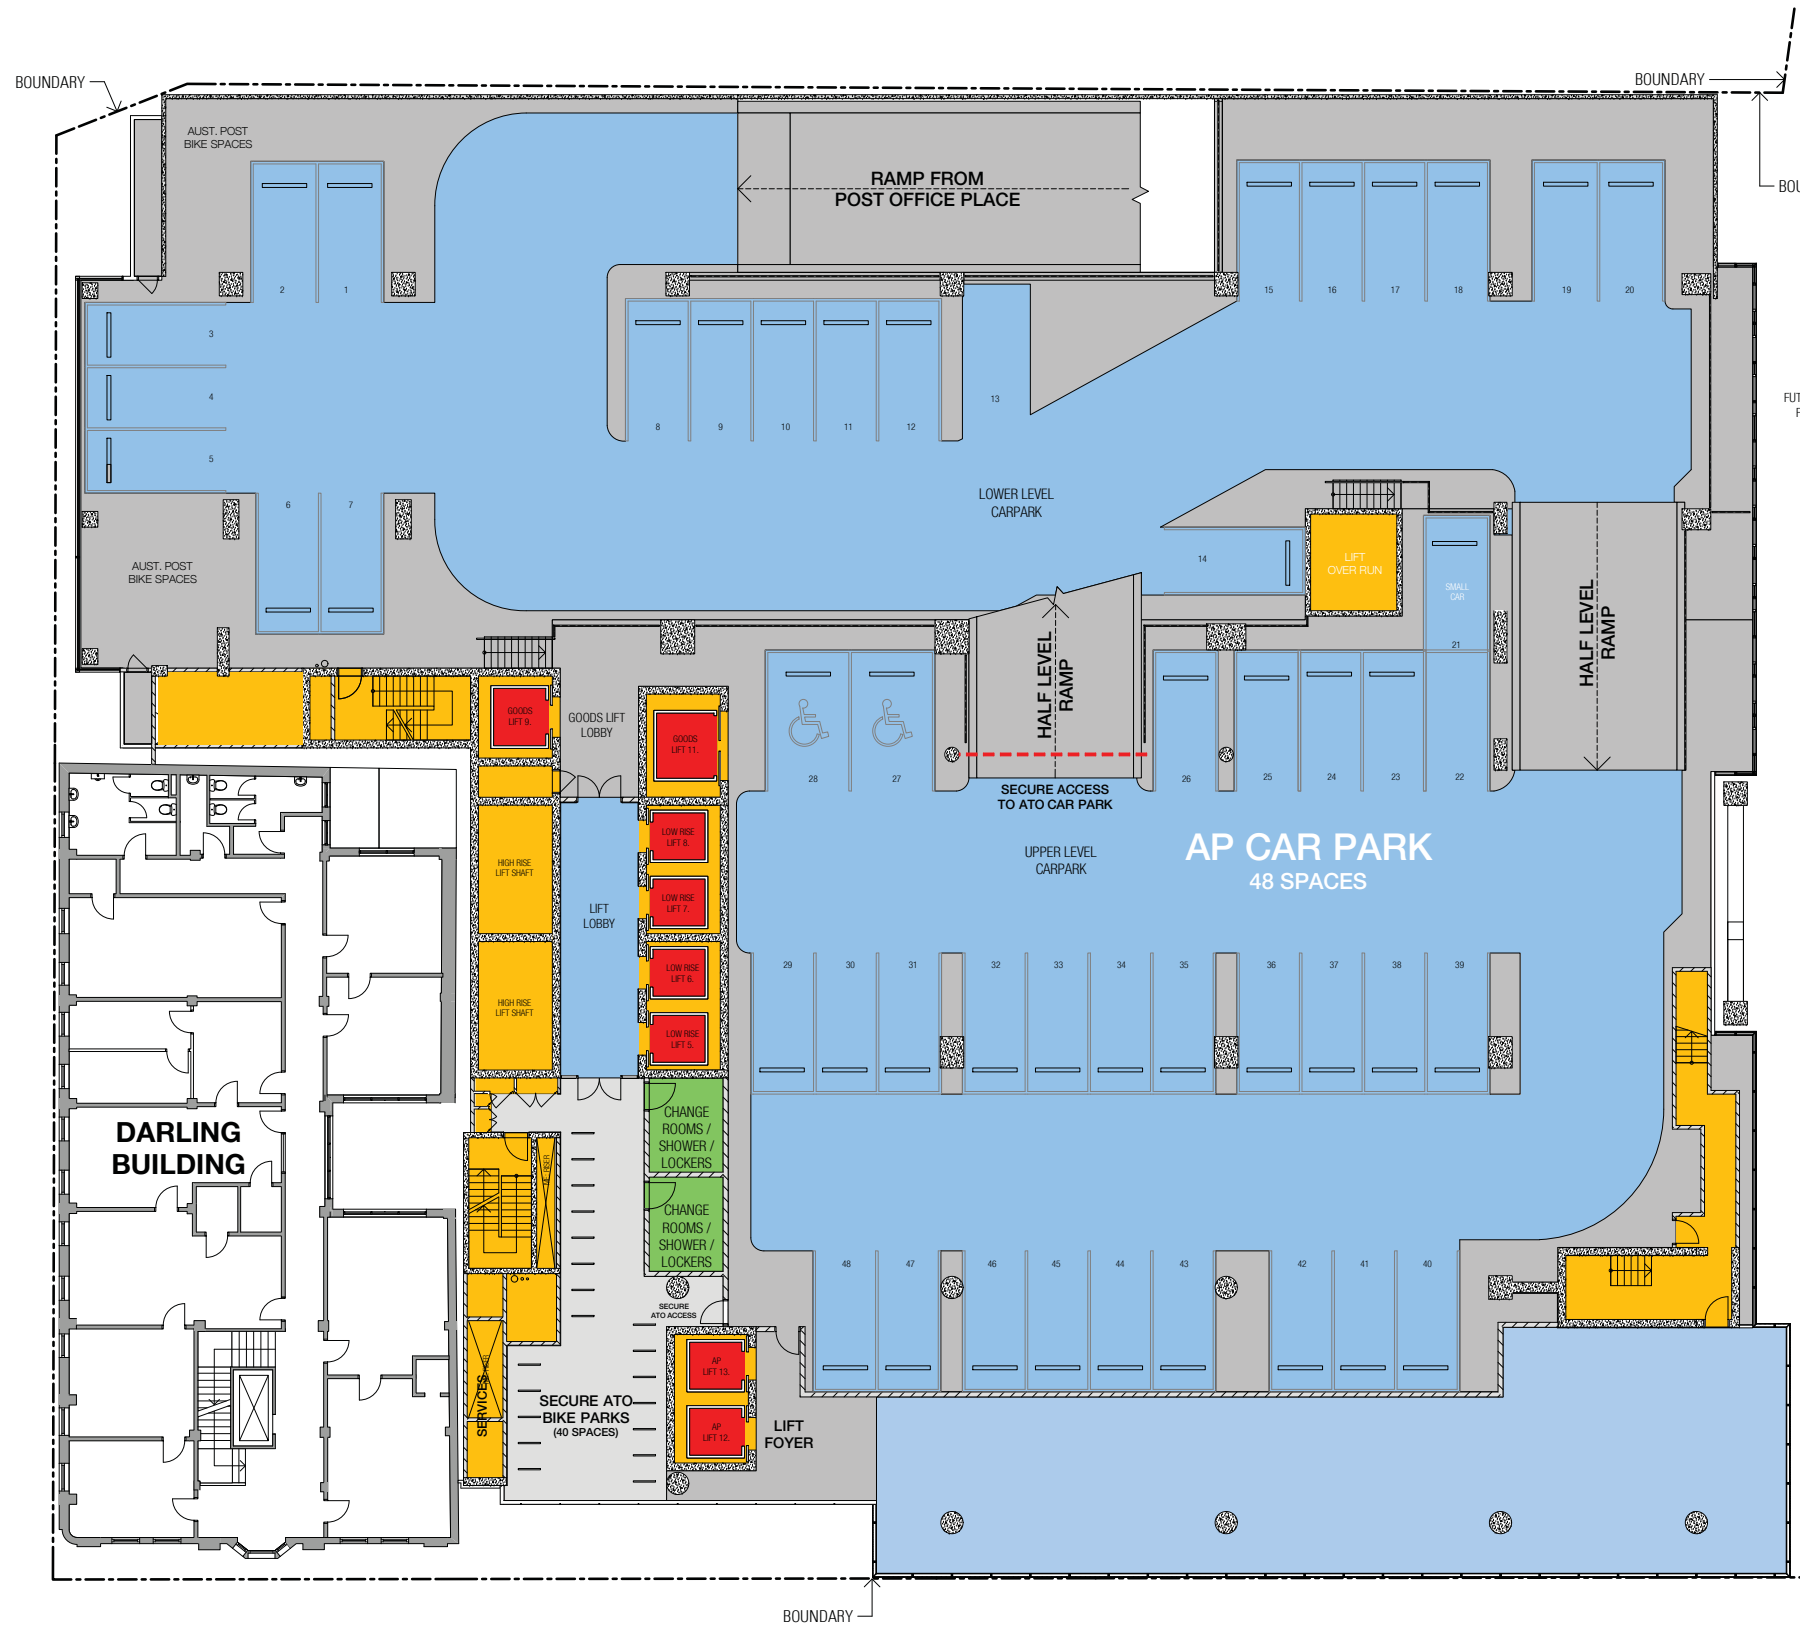 BOUNDARY
BOUNDARY
AUST. POST
BIKE SPACES
RAMP FROM
POST OFFICE PLACE
2
1
15
16
17
18
19
20
3
4
5
8
9
10
11
12
13
6
7
LOWER LEVEL
CARPARK
14
LIFT
OVER RUN
SMALL
CAR
21
AUST. POST
BIKE SPACES
HALF LEVEL
RAMP
HALF LEVEL
RAMP
GOODS
LIFT 9.
GOODS LIFT
LOBBY
GOODS
LIFT 11.
28
27
26
25
24
23
22
SECURE ACCESS
TO ATO CAR PARK
UPPER LEVEL
CARPARK
AP CAR PARK
48 SPACES
HIGH RISE
LIFT SHAFT
LOW RISE
LIFT 8.
LOW RISE
LIFT 7.
LIFT
LOBBY
LOW RISE
LIFT 6.
HIGH RISE
LIFT SHAFT
LOW RISE
LIFT 5.
29
30
31
32
33
34
35
36
37
38
39
DARLING
BUILDING
CHANGE
ROOMS /
SHOWER /
LOCKERS
CHANGE
ROOMS /
SHOWER /
LOCKERS
48
47
46
45
44
43
42
41
40
SECURE
ATO ACCESS
AP
LIFT 13.
AP
LIFT 12.
SERVICES
SECURE ATO
BIKE PARKS
(40 SPACES)
LIFT
FOYER
BOUNDARY